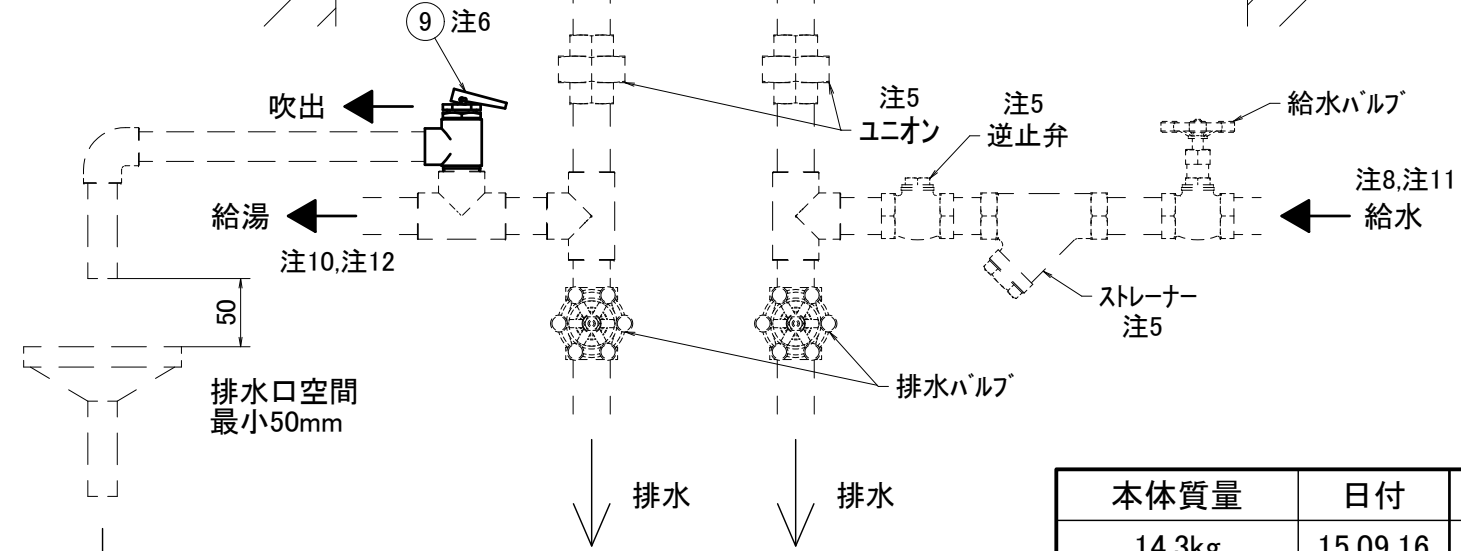 ⑨ 注6
吹出
給湯
注10,注12
50
排水口空間
最小50mm
注5
ユニオン
注5
逆止弁
給水バルブ
注8,注11
給水
ストレーナー
注5
排水バルブ
排水
排水
本体質量 日付
14.3kg 15.09.16